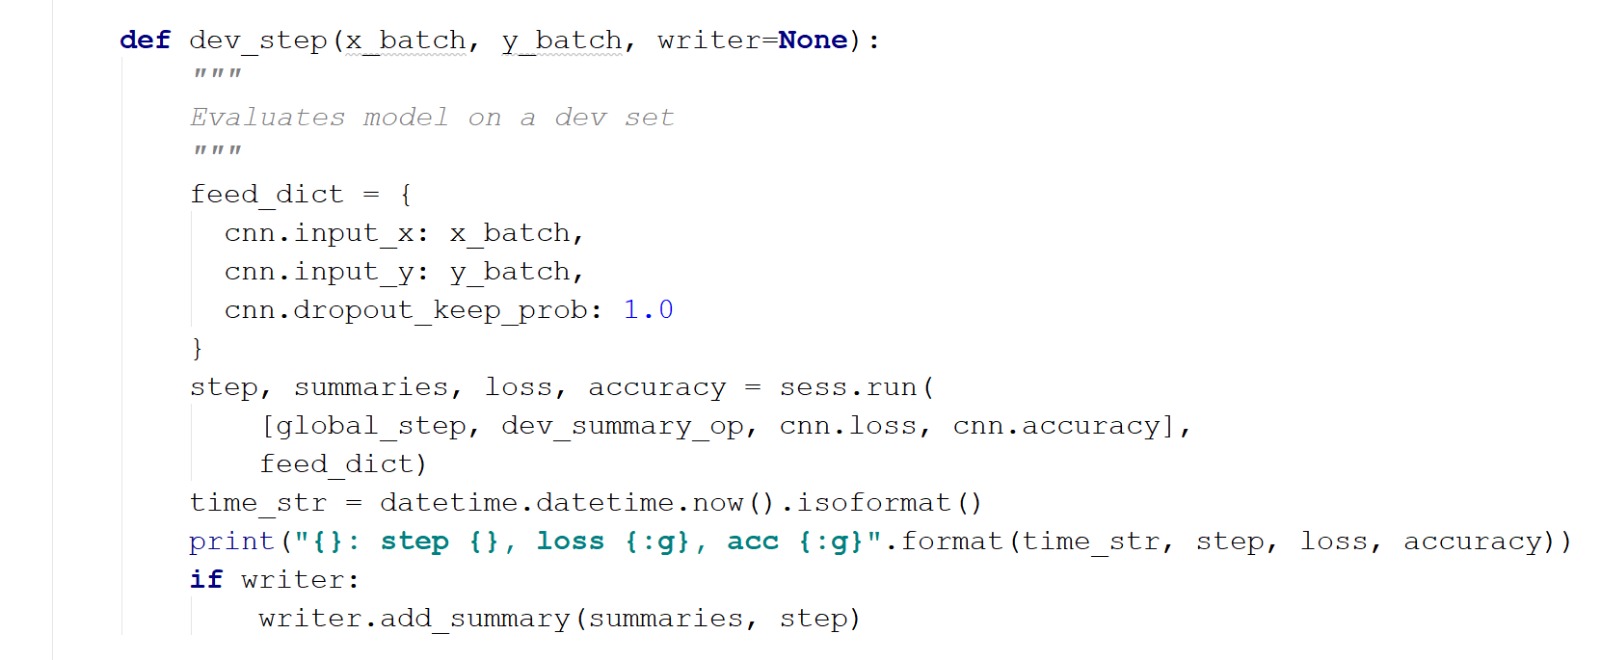 def dev_step(x_batch, y_batch, writer=None):
"""
Evaluates model on a dev set
"""
feed_dict = {
cnn.input_x: x_batch,
cnn.input_y: y_batch,
cnn.dropout_keep_prob: 1.0
}
step, summaries, loss, accuracy = sess.run(
[global_step, dev_summary_op, cnn.loss, cnn.accuracy],
feed_dict)
time_str = datetime.datetime.now().isoformat()
print("{}: step {}, loss {:g}, acc {:g}".format(time_str, step, loss, accuracy))
if writer:
writer.add_summary(summaries, step)